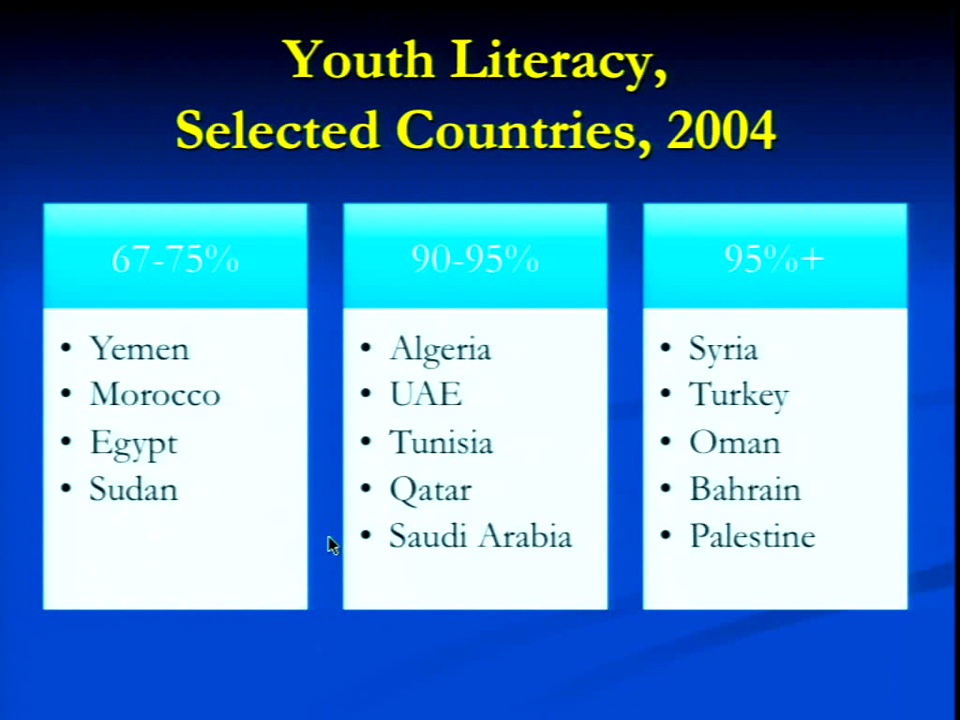 Youth Literacy,
Selected Countries, 2004
67-75%
• Yemen
• Morocco
• Egypt
• Sudan
90-95%
• Algeria
• UAE
• Tunisia
• Qatar
• Saudi Arabia
95%+
• Syria
• Turkey
• Oman
• Bahrain
• Palestine